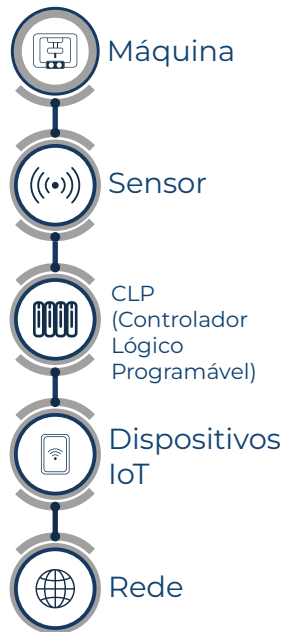 Máquina
Sensor
CLP
(Controlador
Lógico
Programável)
Dispositivos
IoT
Rede